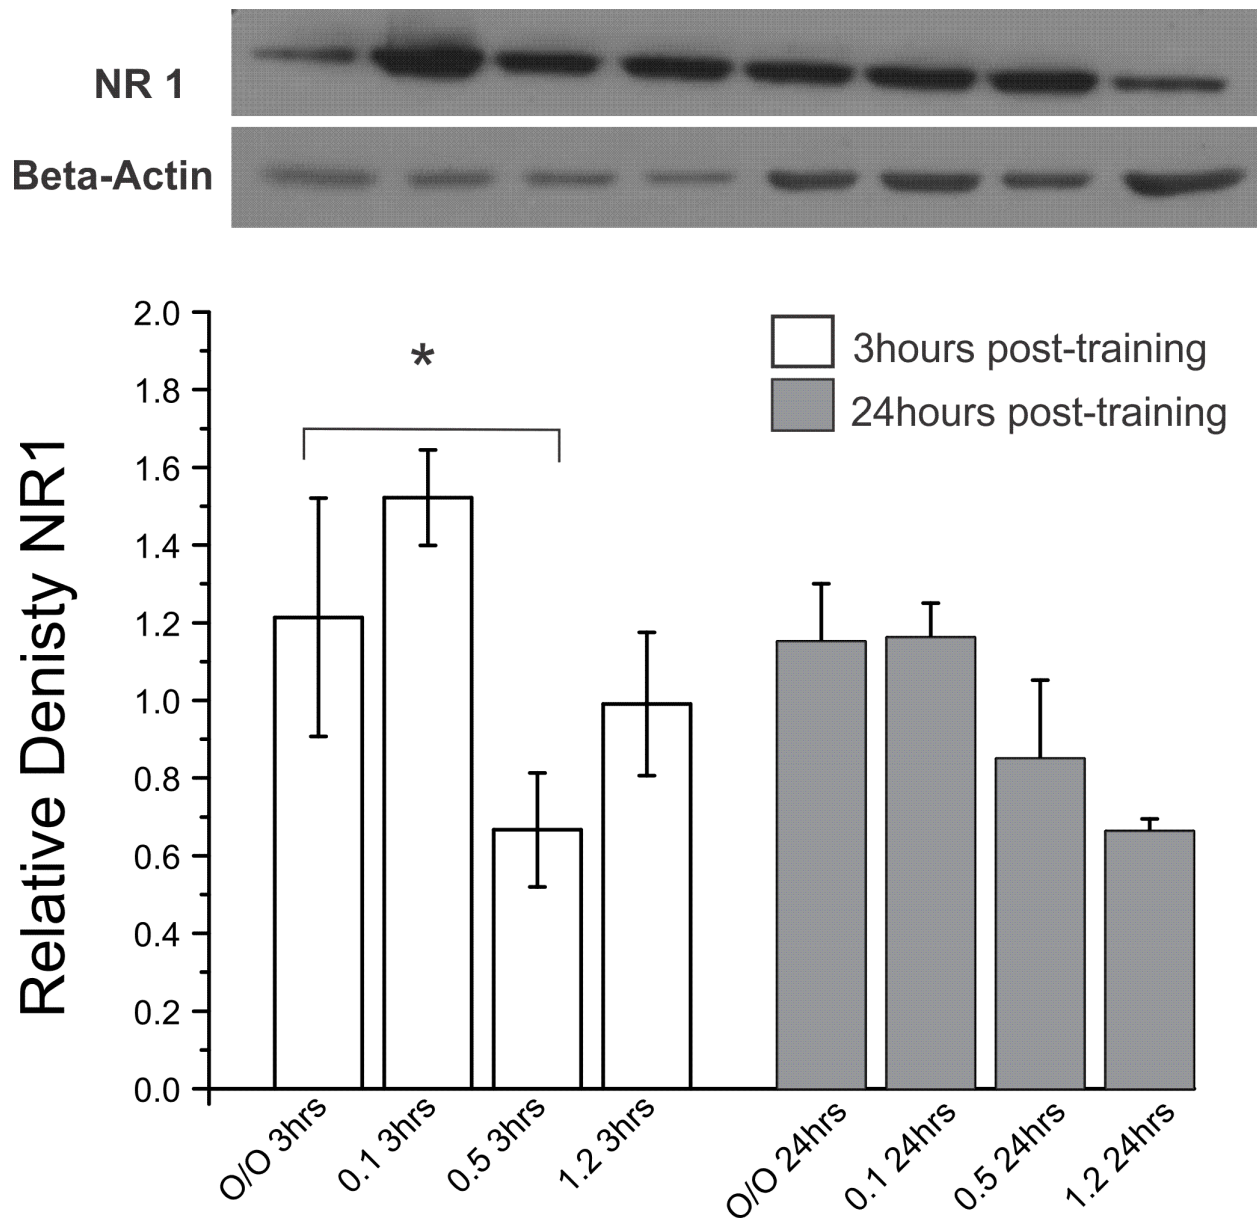 NR 1
Beta-Actin
2.0
1.8
1.6
1.4
1.2
1.0
0.8
0.6
0.4
0.2
0.0
Relative Denisty NR1
*
3hours post-training
24hours post-training
O/O 3hrs
0.1 3hrs
0.5 3hrs
1.2 3hrs
O/O 24hrs
0.1 24hrs
0.5 24hrs
1.2 24hrs